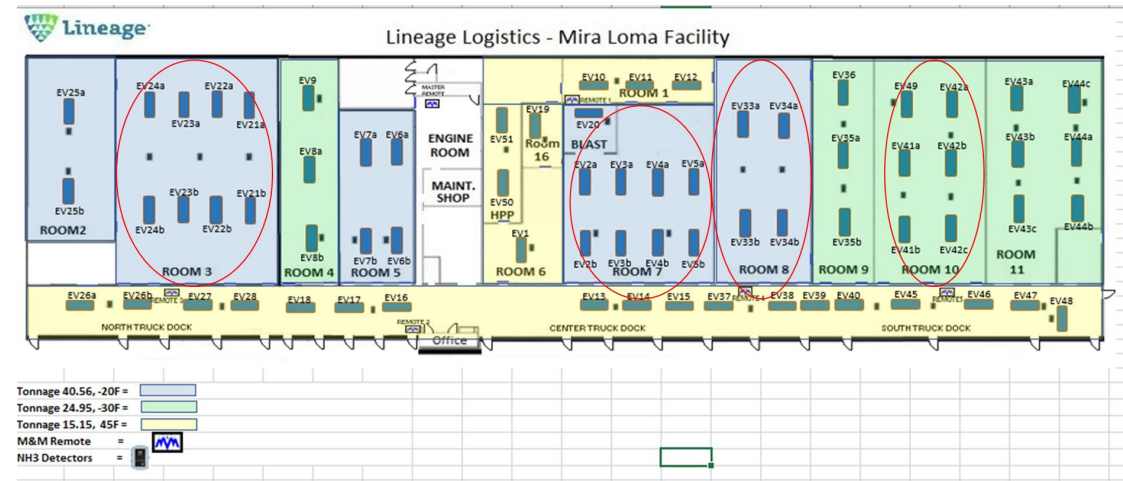 Lineage
Lineage Logistics - Mira Loma Facility
EV25a
EV24a
EV22a
EV23a
EV21a
EV9
MASTER
REMOTE
EV10 EV11 EV12
ROOM 1
REMOTE 1
EV33a EV34a
EV36
EV49
EV42a
EV43a
EV44c
EV7a EV6a
ENGINE
ROOM
EV51
EV19
Room
16
EV20
BLAST
EV8a
EV35a
EV41a EV42b
EV43b
EV44a
EV2a EV3a EV4a EV5a
MAINT.
SHOP
EV25b
EV23b
EV21b
EV24b
EV22b
EV50
HPP
ROOM2
EV1
EV8b
EV7b EV6b
EV2b EV3b EV4b EV5b
EV33b EV34b
EV35b
EV41b EV42c
EV43c
EV44b
ROOM 3
ROOM 4
ROOM 5
ROOM 6
ROOM 7
ROOM 8
ROOM 9
ROOM 10
ROOM
11
EV26a EV26b EV27 EV28 EV18 EV17 EV16
REMOTE 3
REMOTE 2
EV13 EV14 EV15 EV37 EV38 EV39 EV40 EV45 EV46 EV47 EV48
REMOTE 4
REMOTE5
NORTH TRUCK DOCK
Office
CENTER TRUCK DOCK
SOUTH TRUCK DOCK
Tonnage 40.56, -20F =
Tonnage 24.95, -30F =
Tonnage 15.15, 45F =
M&M Remote =
NH3 Detectors =